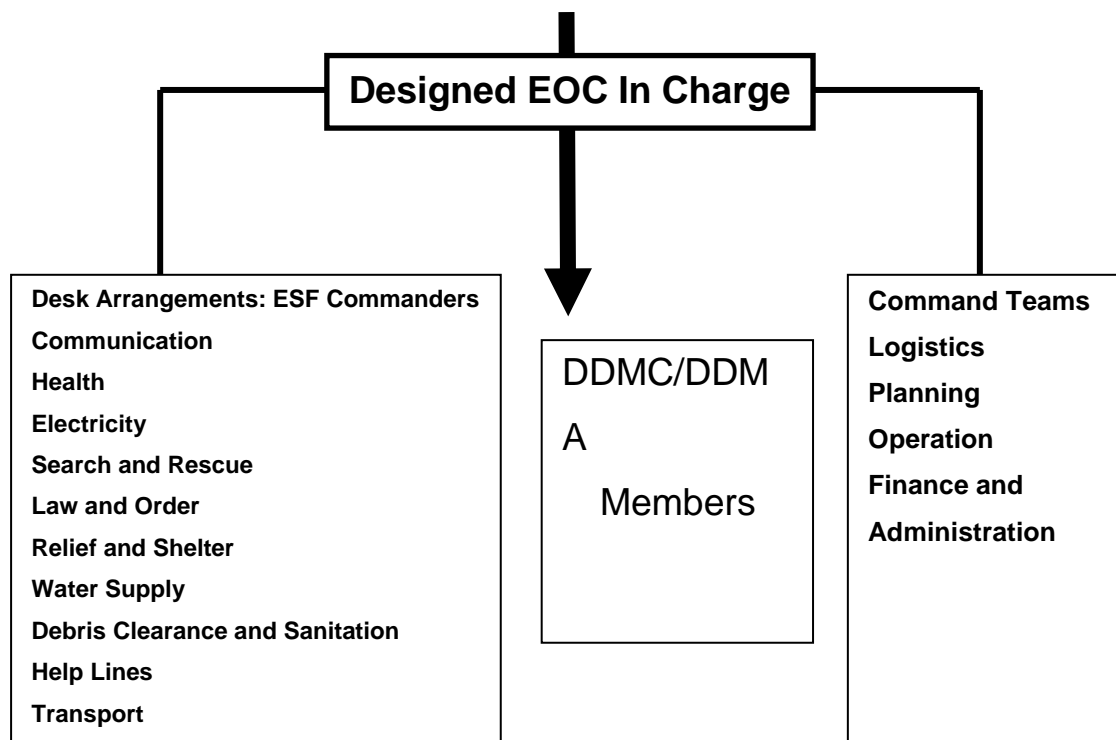 Designed EOC In Charge
Desk Arrangements: ESF Commanders
Communication
Health
Electricity
Search and Rescue
Law and Order
Relief and Shelter
Water Supply
Debris Clearance and Sanitation
Help Lines
Transport
DDMC/DDM
A
Members
Command Teams
Logistics
Planning
Operation
Finance and
Administration